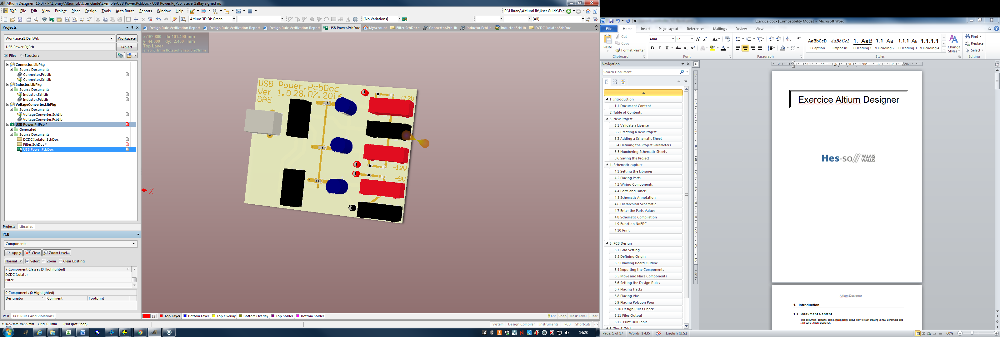 Altium Designer (16.0) - P:\Library\AltiumLib\User Guide\Exemple\USB Power.PcbDoc - USB Power.PrjPcb. Steve Gallay signed in.
DXP File Edit View Project Place Design Tools Auto Route Reports Window Help
P:\Library\AltiumLib\User Guide\E
Altium 3D Dk Green
[No Variations]
(All)
Projects
Design Rule Verification Report Design Rule Verification Report Design Rule Verification Report USB Power.PcbDoc MyAccount Filter.SchDoc * Connector.PcbLib Inductor.PcbLib Inductor.SchLib DCDC Isolator.SchDoc
Workspace1.DsnWrk Workspace
USB Power.PrjPcb Project
Files Structure
Connector.LibPkg
Source Documents
Connector.PcbLib
Connector.SchLib
Inductor.LibPkg
Source Documents
Inductor.SchLib
Inductor.PcbLib
VoltageConverter.LibPkg
Source Documents
VoltageConverter.SchLib
VoltageConverter.PcbLib
USB Power.PrjPcb *
Generated
Source Documents
DCDC Isolator.SchDoc
Filter.SchDoc *
USB Power.PcbDoc
Projects Libraries
PCB
Components
Apply Clear Zoom Level...
Normal Select Zoom Clear Existing
7 Component Classes (0 Highlighted)
DCDC Isolator
Filter
0 Components (0 Highlighted)
Designator Comment Footprint
PCB PCB Rules And Violations
x:162.800 dx:101.400 mm
y: 44.000 dy: -2.400 mm
Top Layer
Snap: 0.1mm Hotspot Snap: 0.203mm
USB Power.PcbDoc
Ver 1.0 28.07.2016
GAS
+12V
-12V
-5V
X
LS Top Layer Bottom Layer Top Overlay Bottom Overlay Top Solder Bottom Solder
Snap Mask Level Clear
X:162.7mm Y:43.9mm Grid: 0.1mm (Hotspot Snap)
System Design Compiler Instruments PCB Shortcuts >>
14:28
Exercice.docx [Compatibility Mode] - Microsoft Word
File Home Insert Page Layout References Mailings Review View
Paste
Cut
Copy
Format Painter
Clipboard
Arial 12
Font
Paragraph
AaBbCcD AaBbCcL 1. AaB 1.1 AaI 1.1.1 Aa 1.1.1.1
¶ Caption Emphasis ¶ Heading 1 ¶ Heading 2 ¶ Heading 3 ¶ Heading 4
Change Styles
Styles
Find
Replace
Select
Editing
Navigation
Search Document
1. Introduction
1.1 Document Content
2. Table of Contents
3. New Project
3.1 Validate a License
3.2 Creating a new Project
3.3 Adding a Schematic Sheet
3.4 Defining the Project Parameters
3.5 Numbering Schematic Sheets
3.6 Saving the Project
4. Schematic capture
4.1 Setting the Libraries
4.2 Placing Parts
4.3 Wiring Components
4.4 Ports and Labels
4.5 Schematic Annotation
4.6 Hierarchical Schematic
4.7 Enter the Parts Values
4.8 Schematic Compilation
4.9 Function NoERC
4.10 Print
5. PCB Design
5.1 Grid Setting
5.2 Defining Origin
5.3 Drawing Board Outline
5.4 Importing the Components
5.5 Move and Place Components
5.6 Setting the Design Rules
5.7 Placing Tracks
5.8 Placing Vias
5.9 Placing Polygon Pour
5.10 Design Rules Check
5.11 Files Output
5.12 Print Drill Table
6. Tips & Tricks
Exercice Altium Designer
Hes·so VALAIS
WALLIS
Altium Designer
1. Introduction
1.1 Document Content
This document contains some informations about how to start drawing a new Schematic and
Pcb using Altium Designer.
Page: 1 of 17 Words: 1'435 English (U.S.) 60%